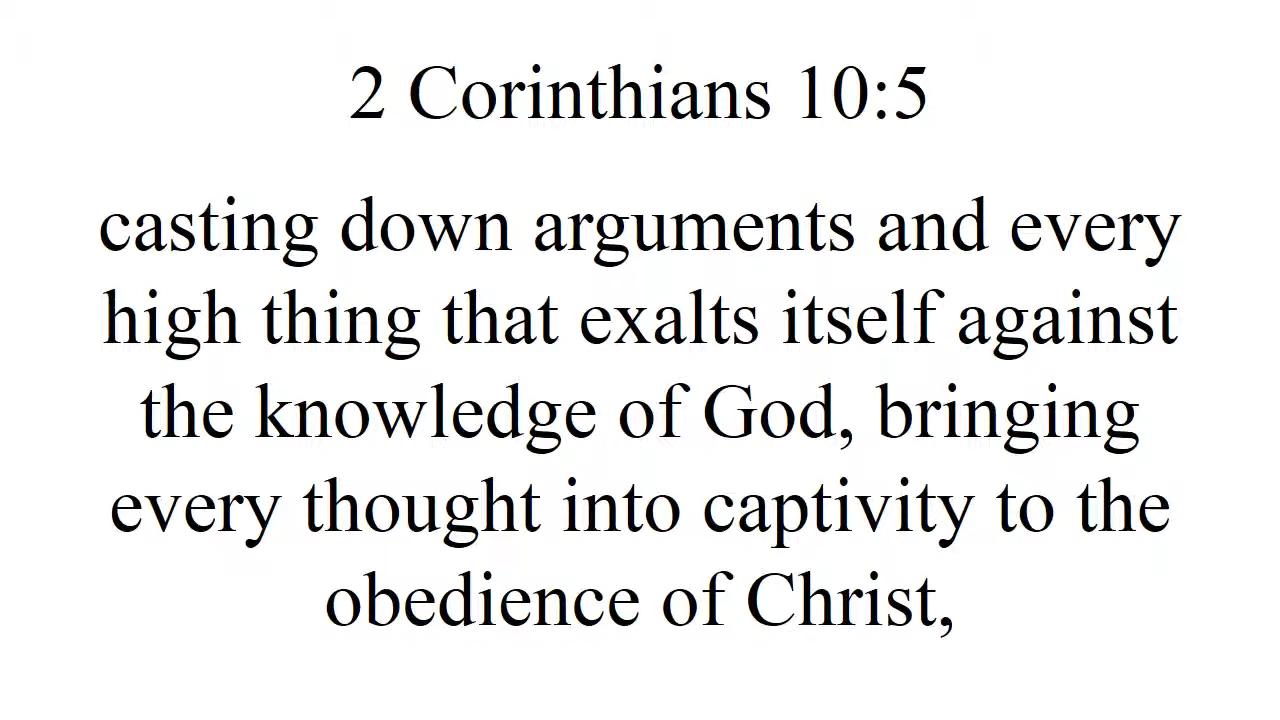 2 Corinthians 10:5
casting down arguments and every
high thing that exalts itself against
the knowledge of God, bringing
every thought into captivity to the
obedience of Christ,